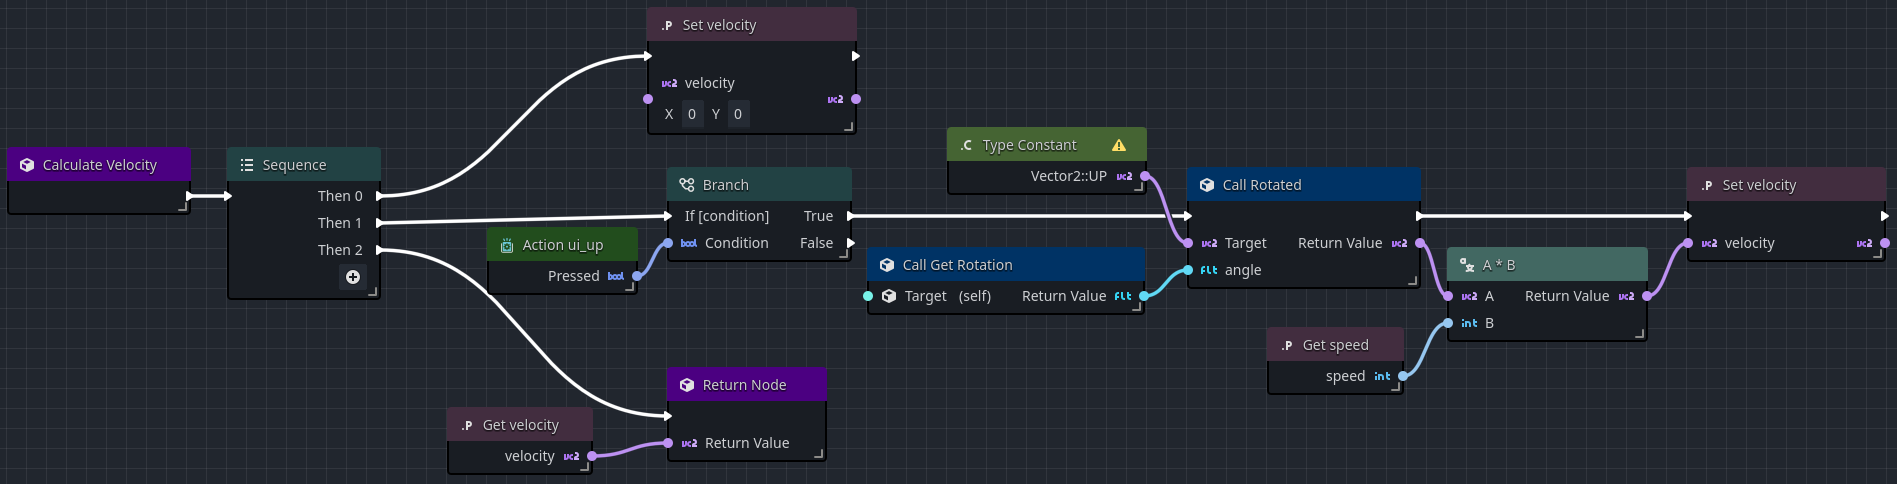 .P Set velocity
vc2 velocity
vc2
X 0 Y 0
Calculate Velocity
Sequence
Then 0
Then 1
Then 2
Action ui_up
Pressed bool
Branch
If [condition] True
bool Condition False
.C Type Constant
Vector2::UP vc2
Call Get Rotation
Target (self) Return Value flt
Call Rotated
vc2 Target Return Value vc2
flt angle
A * B
vc2 A Return Value vc2
int B
.P Get speed
speed int
.P Set velocity
vc2 velocity vc2
.P Get velocity
velocity vc2
Return Node
vc2 Return Value